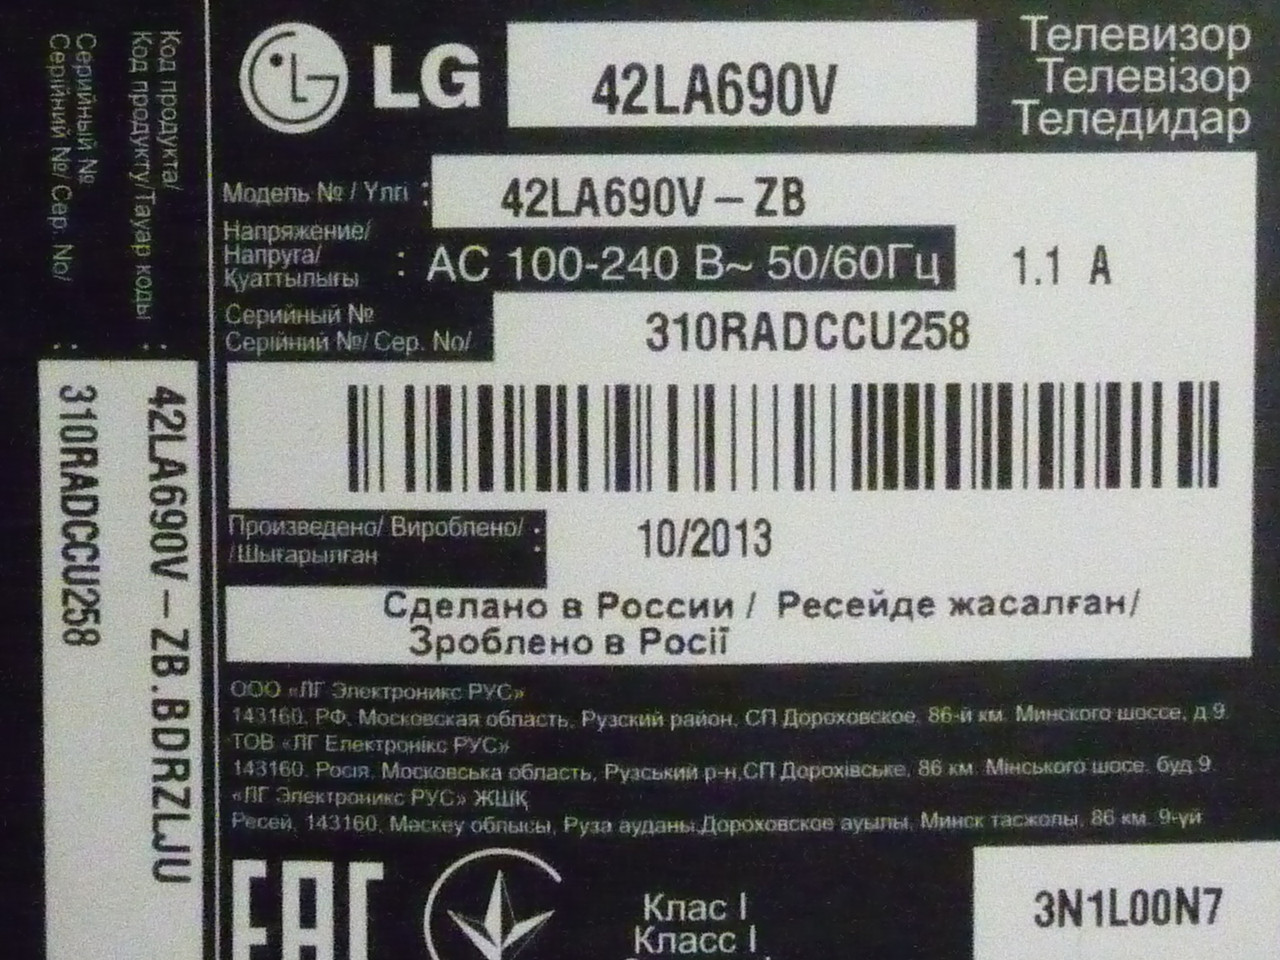 Код продукта/
Код продукту/Тауар коды :
42LA690V – ZB.BDRZLJU
Серийный №
Серійний №/ Сер. No/ :
310RADCCU258
LG
42LA690V
Телевизор
Телевізор
Теледидар
Модель № / Үлгі : 42LA690V – ZB
Напряжение/
Напруга/
Қуаттылығы : AC 100-240 В~ 50/60Гц 1.1 A
Серийный №
Серійний №/ Сер. No/ 310RADCCU258
Произведено/ Вироблено/ : 10/2013
/Шығарылған
Сделано в России / Ресейде жасалған/
Зроблено в Росії
ООО «ЛГ Электроникс РУС»
143160, РФ, Московская область, Рузский район, СП Дороховское, 86-й км. Минского шоссе, д.9.
ТОВ «ЛГ Електронікс РУС»
143160, Росія, Московська область, Рузський р-н,СП Дорохівське, 86 км. Мінського шосе, буд.9.
«ЛГ Электроникс РУС» ЖШҚ
Ресей, 143160, Мәскеу облысы, Руза ауданы,Дороховское ауылы, Минск тасжолы, 86 км. 9-үй
EAC
Клас I
Класс I
3N1L00N7